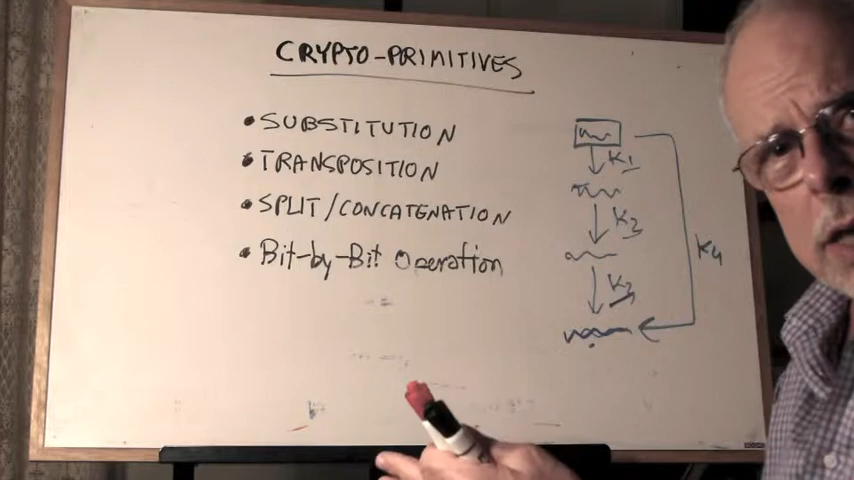 CRYPTO-PRIMITIVES
• SUBSTITUTION
• TRANSPOSITION
• SPLIT/CONCATENATION
• Bit-by-Bit Operation
K1
K2
K3
K4